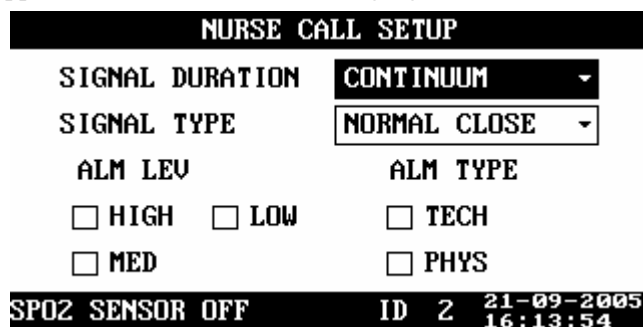 NURSE CALL SETUP
SIGNAL DURATION CONTINUUM
SIGNAL TYPE NORMAL CLOSE
ALM LEV ALM TYPE
HIGH LOW TECH
MED PHYS
SPO2 SENSOR OFF ID 2 21-09-2005
16:13:54